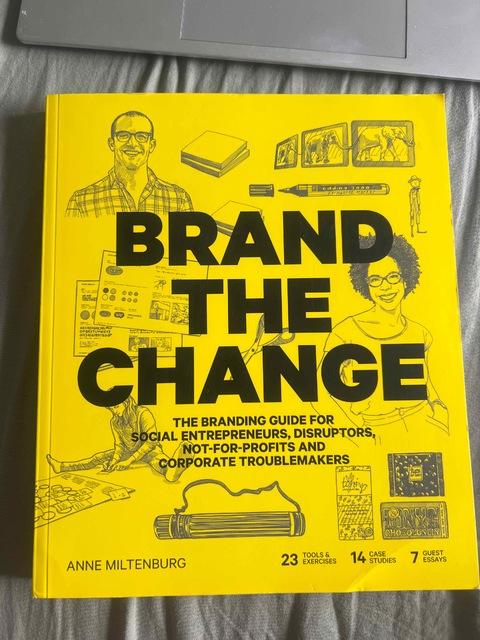 BRAND
THE
CHANGE
THE BRANDING GUIDE FOR
SOCIAL ENTREPRENEURS, DISRUPTORS,
NOT-FOR-PROFITS AND
CORPORATE TROUBLEMAKERS
ANNE MILTENBURG
23 TOOLS & EXERCISES
14 CASE STUDIES
7 GUEST ESSAYS